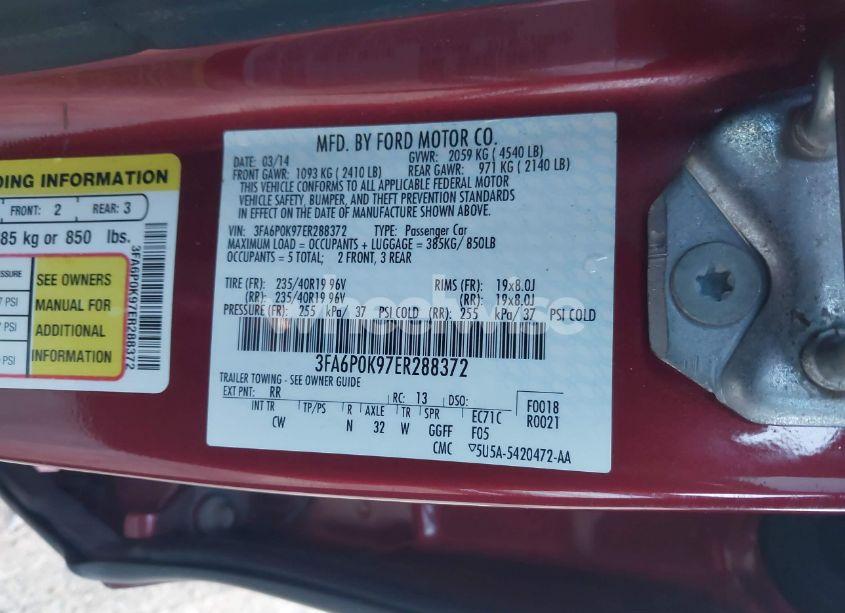 DING INFORMATION
FRONT: 2 REAR: 3
85 kg or 850 lbs.
PRESSURE
7 PSI
7 PSI
PSI
SEE OWNERS
MANUAL FOR
ADDITIONAL
INFORMATION
3FA6P0K97ER288372
MFD. BY FORD MOTOR CO.
DATE: 03/14 GVWR: 2059 KG ( 4540 LB)
FRONT GAWR: 1093 KG ( 2410 LB) REAR GAWR: 971 KG ( 2140 LB)
THIS VEHICLE CONFORMS TO ALL APPLICABLE FEDERAL MOTOR
VEHICLE SAFETY, BUMPER, AND THEFT PREVENTION STANDARDS
IN EFFECT ON THE DATE OF MANUFACTURE SHOWN ABOVE.
VIN: 3FA6P0K97ER288372 TYPE: Passenger Car
MAXIMUM LOAD = OCCUPANTS + LUGGAGE = 385KG/ 850LB
OCCUPANTS = 5 TOTAL; 2 FRONT, 3 REAR
TIRE (FR): 235/40R19 96V RIMS (FR): 19x8.0J
(RR): 235/40R19 96V (RR): 19x8.0J
PRESSURE (FR): 255 kPa/ 37 PSI COLD (RR): 255 kPa/ 37 PSI COLD
wheelwise
3FA6P0K97ER288372
TRAILER TOWING - SEE OWNER GUIDE
EXT PNT: RR RC: 13 DSO: F0018
R0021
INT TR TP/PS R AXLE TR SPR EC71C
CW N 32 W GGFF F05
CMC ▽5U5A-5420472-AA